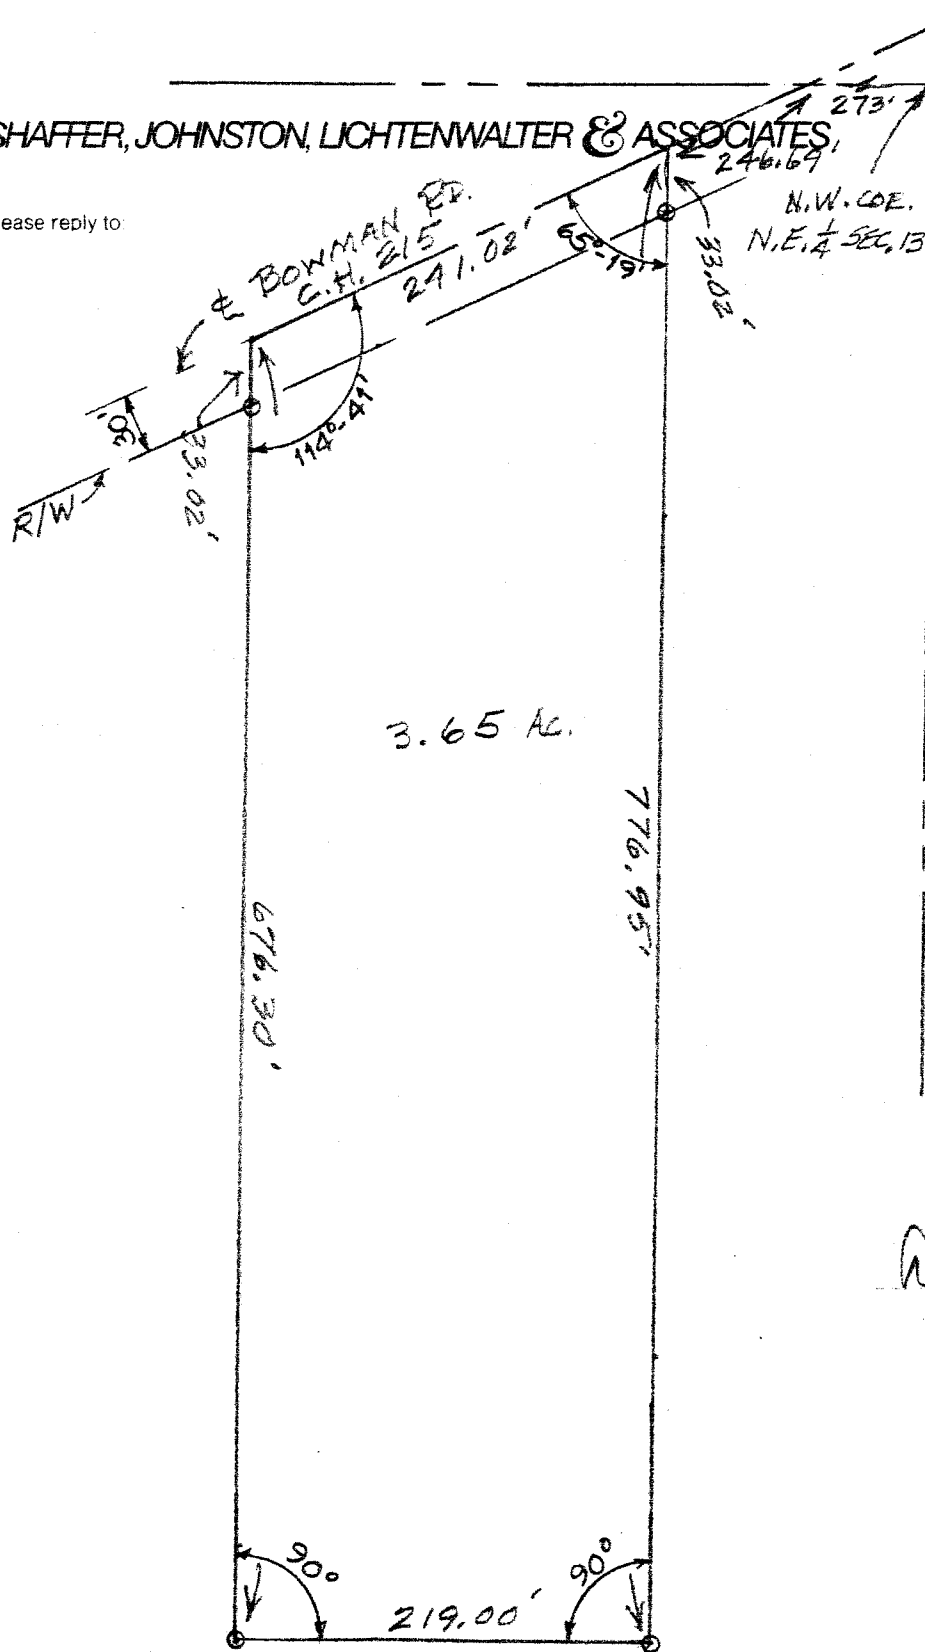 SHAFFER, JOHNSTON, LICHTENWALTER & ASSOCIATES,
273'
246.69'
N.W. COR.
N.E. ¼ SEC. 13
ease reply to:
℄ BOWMAN RD.
C.H. 215
241.02'
65°-19'
33.02'
30'
114°-41'
33.02'
R/W
3.65 AC.
776.95'
676.30'
90°
90°
219.00'